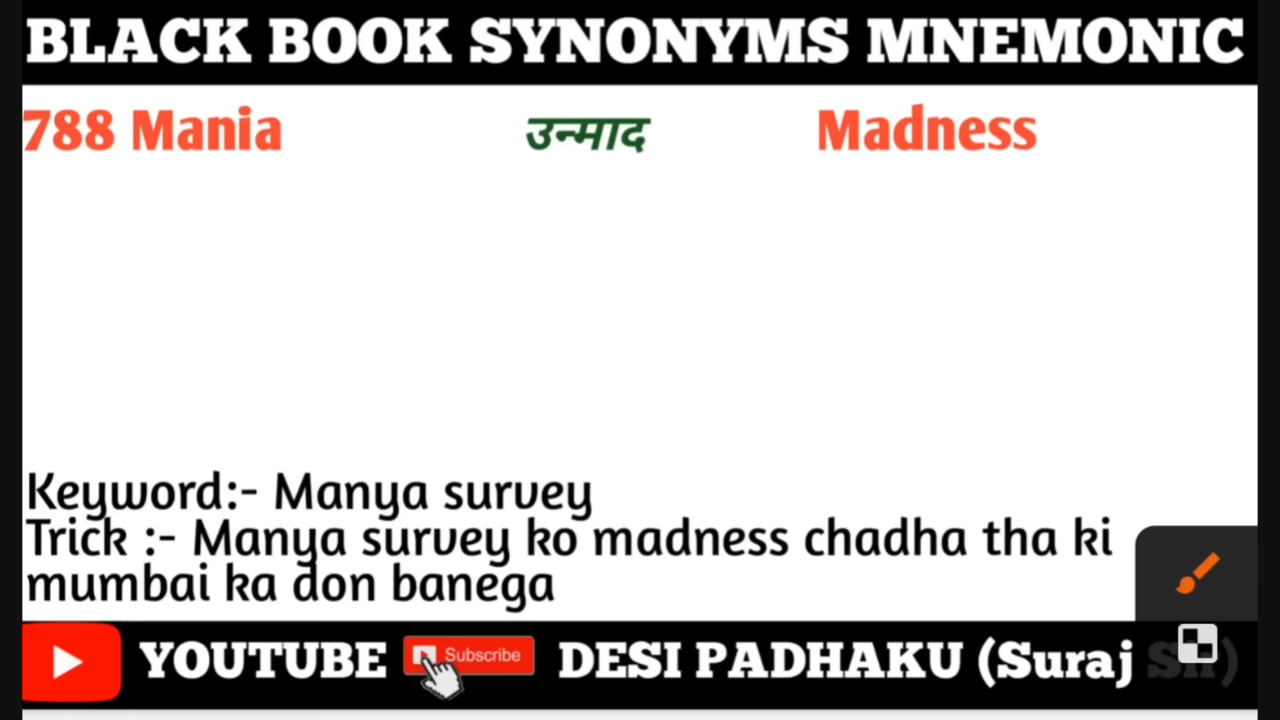 BLACK BOOK SYNONYMS MNEMONIC
788 Mania उन्माद Madness
Keyword:- Manya survey
Trick :- Manya survey ko madness chadha tha ki
mumbai ka don banega
YOUTUBE Subscribe DESI PADHAKU (Suraj